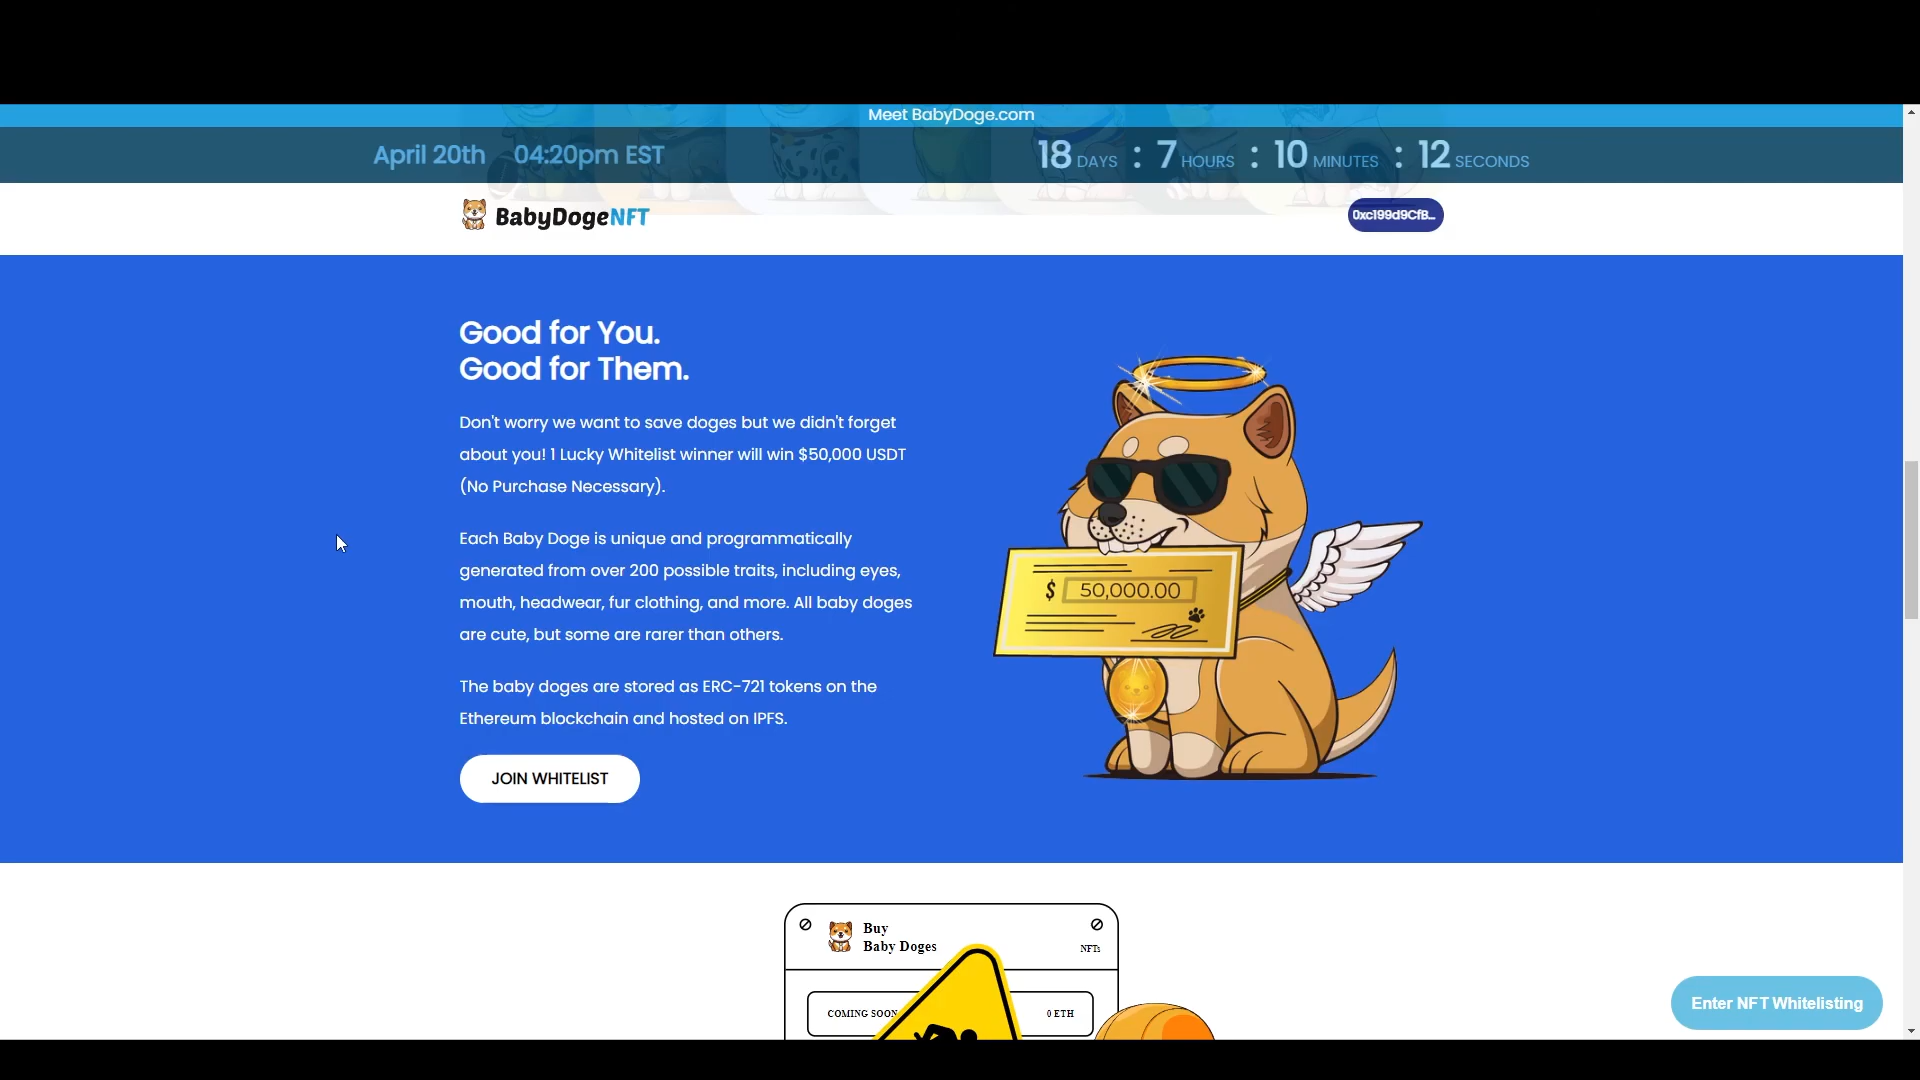 Meet BabyDoge.com
April 20th 04:20pm EST
18 DAYS : 7 HOURS : 10 MINUTES : 12 SECONDS
BabyDogeNFT
0xc199d9CfB...
Good for You.
Good for Them.
Don't worry we want to save doges but we didn't forget
about you! 1 Lucky Whitelist winner will win $50,000 USDT
(No Purchase Necessary).
Each Baby Doge is unique and programmatically
generated from over 200 possible traits, including eyes,
mouth, headwear, fur clothing, and more. All baby doges
are cute, but some are rarer than others.
The baby doges are stored as ERC-721 tokens on the
Ethereum blockchain and hosted on IPFS.
JOIN WHITELIST
$ 50,000.00
Buy
Baby Doges
NFTs
COMING SOON
0 ETH
Enter NFT Whitelisting